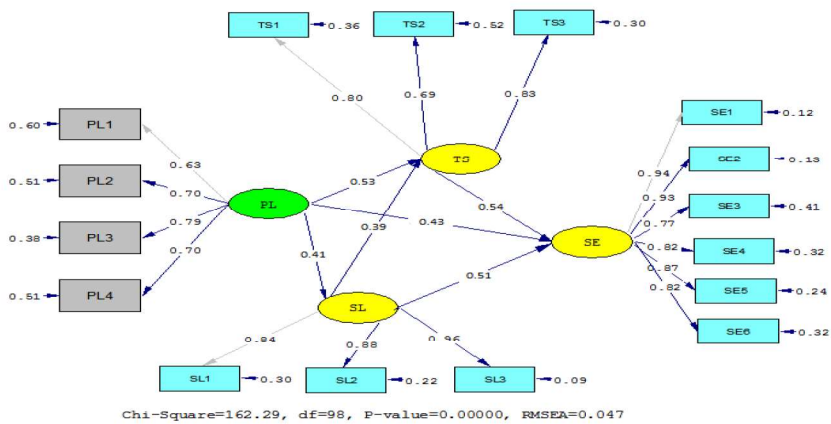 TS1 0.36 TS2 0.52 TS3 0.30
0.80 0.69 0.83
0.60 PL1 SE1 0.12
0.63 TS SE2 0.13
0.51 PL2 0.70 0.53 0.94 0.93
PL 0.54 0.77 SE3 0.41
0.38 PL3 0.79 0.39 0.43 SE 0.82 SE4 0.32
0.70 0.41 0.51 0.87
0.51 PL4 SL 0.82 SE5 0.24
0.84 0.88 0.96 SE6 0.32
SL1 0.30 SL2 0.22 SL3 0.09
Chi-Square=162.29, df=98, P-value=0.00000, RMSEA=0.047